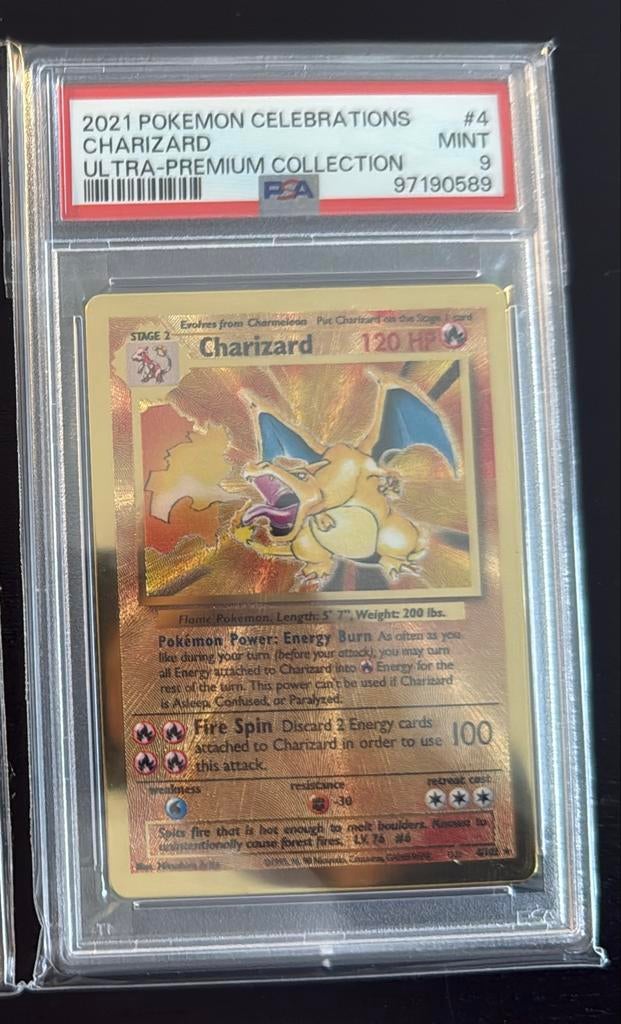 2021 POKEMON CELEBRATIONS #4
CHARIZARD MINT
ULTRA-PREMIUM COLLECTION 9
PSA 97190589
Evolves from Charmeleon Put Charizard on the Stage 1 card
STAGE 2
Charizard 120 HP
Flame Pokémon. Length: 5' 7", Weight: 200 lbs.
Pokémon Power: Energy Burn As often as you
like during your turn (before your attack), you may turn
all Energy attached to Charizard into Energy for the
rest of the turn. This power can't be used if Charizard
is Asleep, Confused, or Paralyzed.
Fire Spin Discard 2 Energy cards
attached to Charizard in order to use 100
this attack.
weakness resistance retreat cost
-30
Spits fire that is hot enough to melt boulders. Known to
unintentionally cause forest fires. LV. 76 #6
4/102